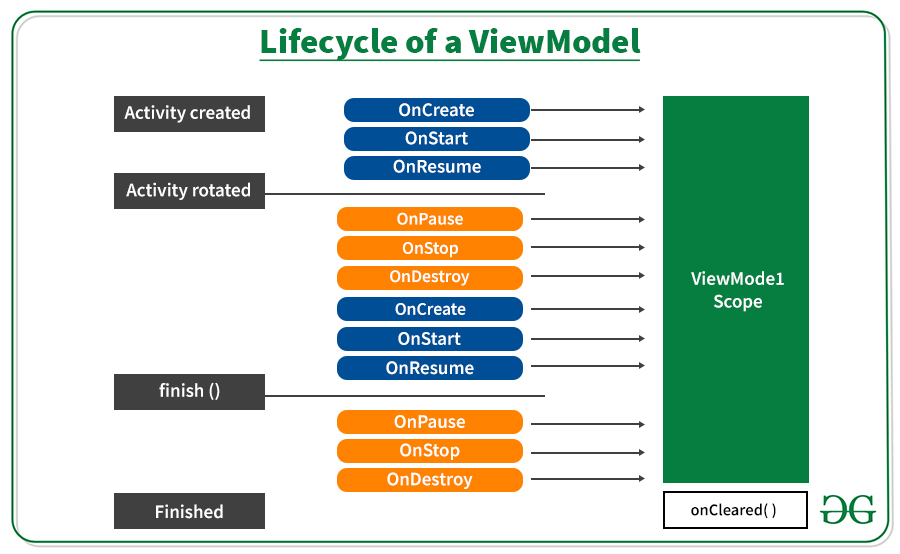 Lifecycle of a ViewModel
Activity created
OnCreate
OnStart
OnResume
Activity rotated
OnPause
OnStop
OnDestroy
OnCreate
OnStart
OnResume
ViewMode1
Scope
finish ()
OnPause
OnStop
OnDestroy
Finished
onCleared( )